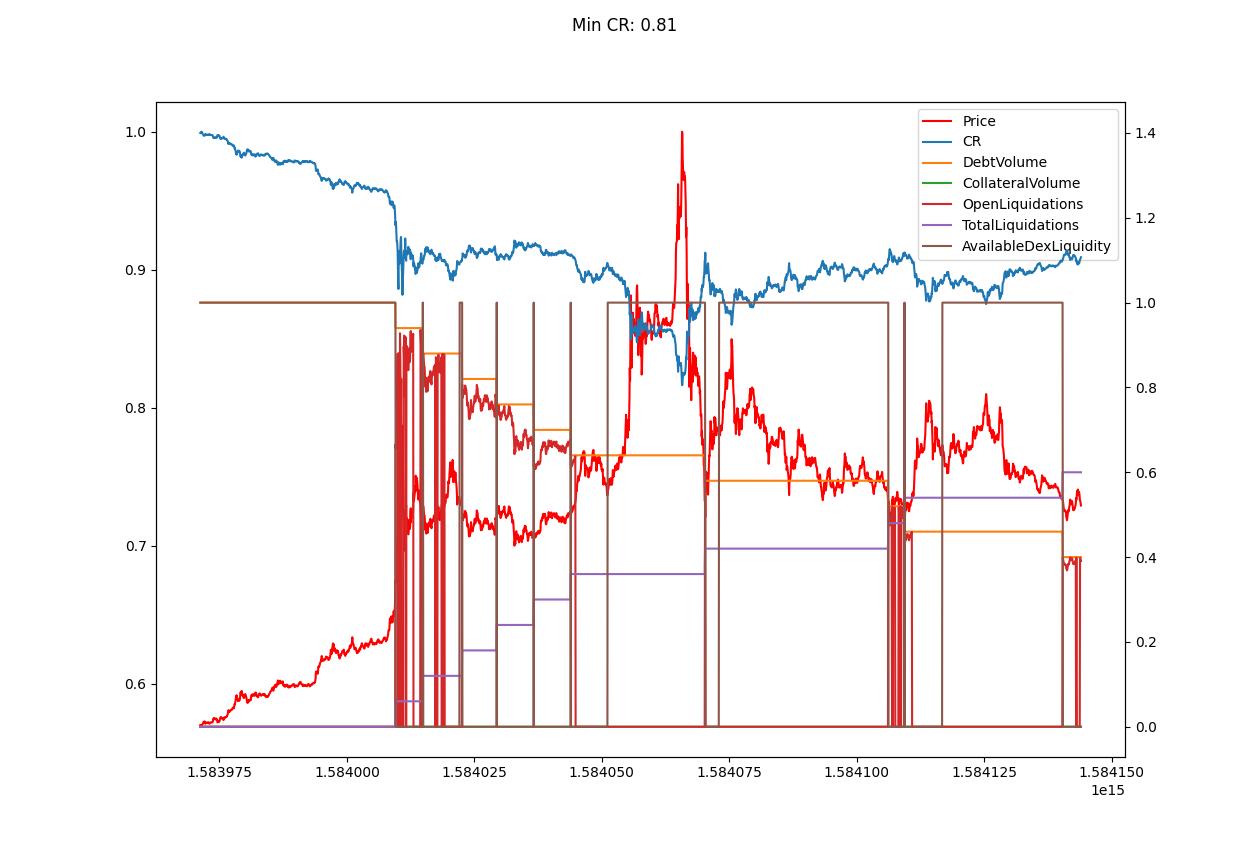 Min CR: 0.81
1.0
0.9
0.8
0.7
0.6
1.4
1.2
1.0
0.8
0.6
0.4
0.2
0.0
Price
CR
DebtVolume
CollateralVolume
OpenLiquidations
TotalLiquidations
AvailableDexLiquidity
1.583975 1.584000 1.584025 1.584050 1.584075 1.584100 1.584125 1.584150
1e15